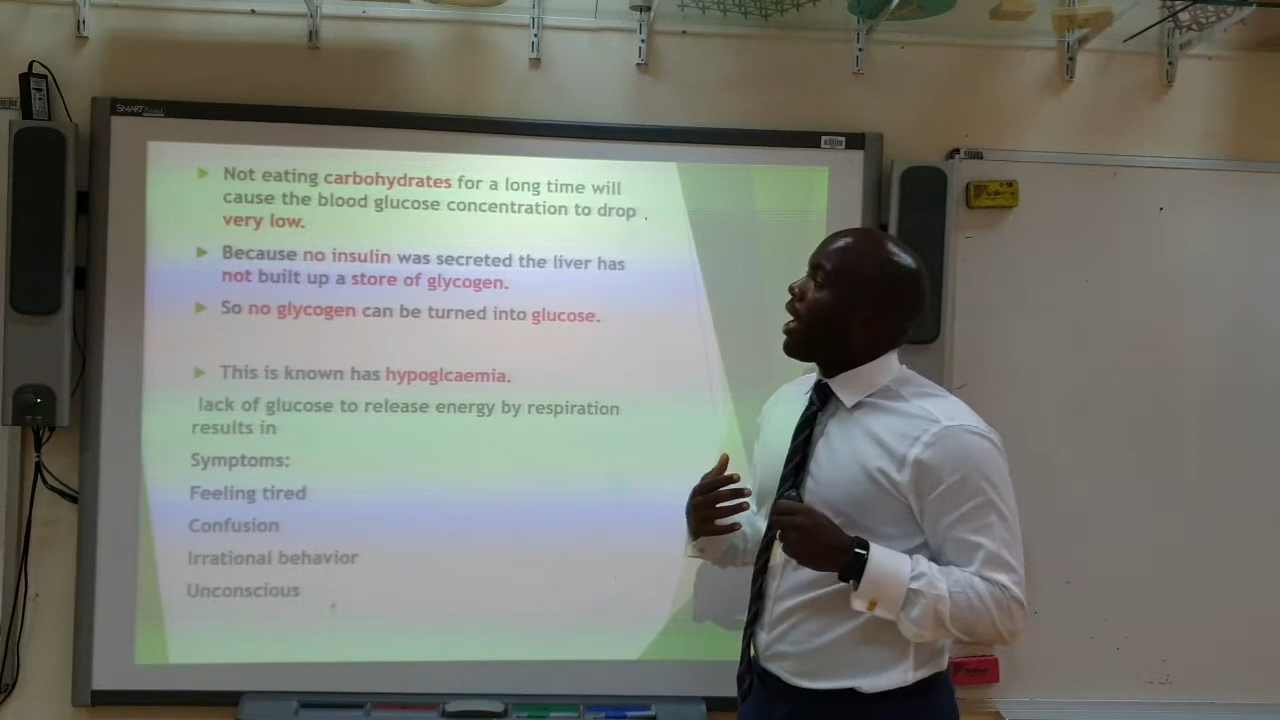 SMART
Not eating carbohydrates for a long time will
cause the blood glucose concentration to drop .
very low.
Because no insulin was secreted the liver has
not built up a store of glycogen.
So no glycogen can be turned into glucose.
This is known has hypoglcaemia.
lack of glucose to release energy by respiration
results in
Symptoms:
Feeling tired
Confusion
Irrational behavior
Unconscious